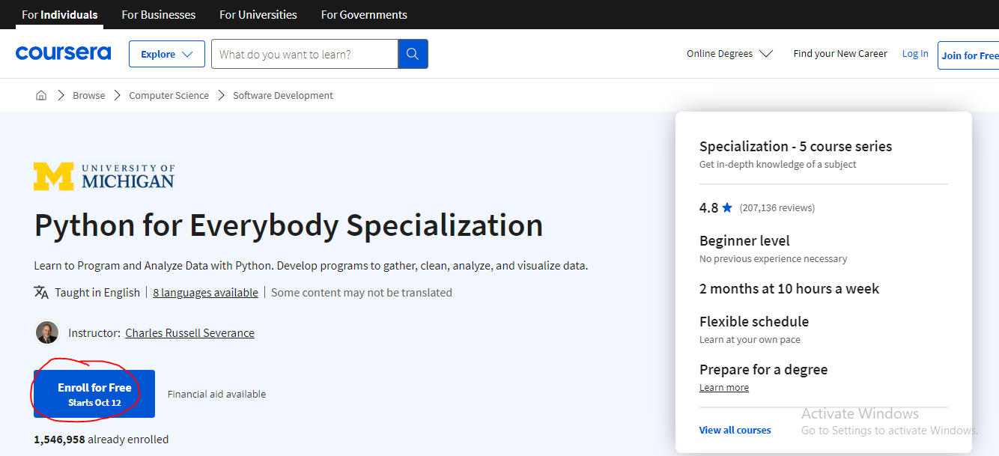 For Individuals For Businesses For Universities For Governments
coursera Explore What do you want to learn? Online Degrees Find your New Career Log In Join for Free
Browse Computer Science Software Development
UNIVERSITY OF
MICHIGAN
Python for Everybody Specialization
Learn to Program and Analyze Data with Python. Develop programs to gather, clean, analyze, and visualize data.
Taught in English | 8 languages available | Some content may not be translated
Instructor: Charles Russell Severance
Enroll for Free
Starts Oct 12
Financial aid available
1,546,958 already enrolled
Specialization - 5 course series
Get in-depth knowledge of a subject
4.8 ★ (207,136 reviews)
Beginner level
No previous experience necessary
2 months at 10 hours a week
Flexible schedule
Learn at your own pace
Prepare for a degree
Learn more
View all courses
Activate Windows
Go to Settings to activate Windows.